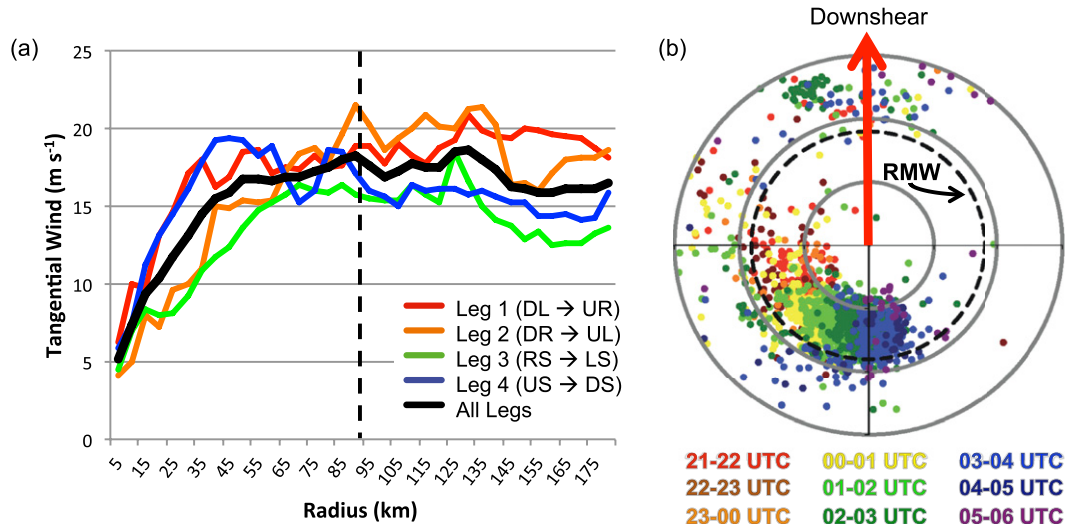 (a)
25
20
15
10
5
0
Tangential Wind (m s-1)
5
15
25
35
45
55
65
75
85
95
105
115
125
135
145
155
165
175
Radius (km)
Leg 1 (DL → UR)
Leg 2 (DR → UL)
Leg 3 (RS → LS)
Leg 4 (US → DS)
All Legs
(b)
Downshear
RMW
21-22 UTC
22-23 UTC
23-00 UTC
00-01 UTC
01-02 UTC
02-03 UTC
03-04 UTC
04-05 UTC
05-06 UTC